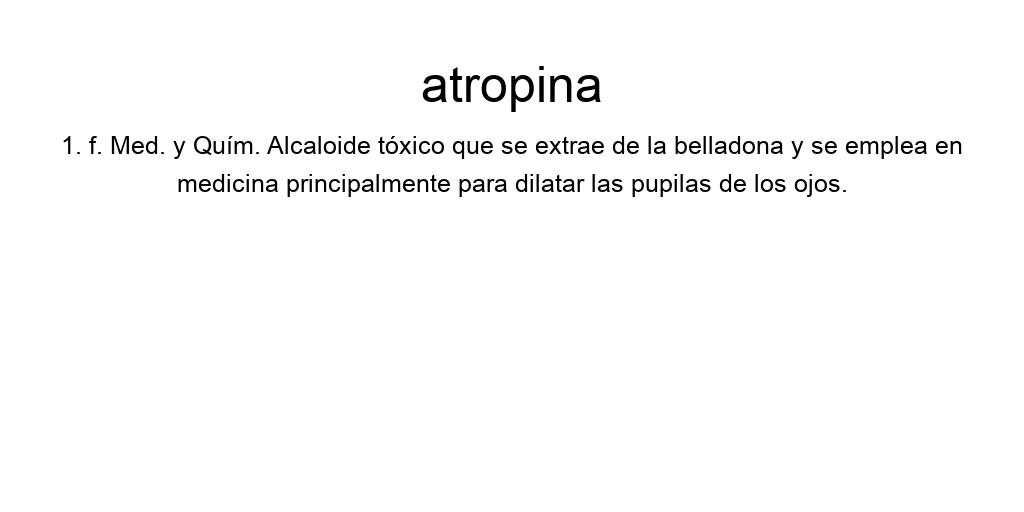 atropina
1. f. Med. y Quím. Alcaloide tóxico que se extrae de la belladona y se emplea en
medicina principalmente para dilatar las pupilas de los ojos.